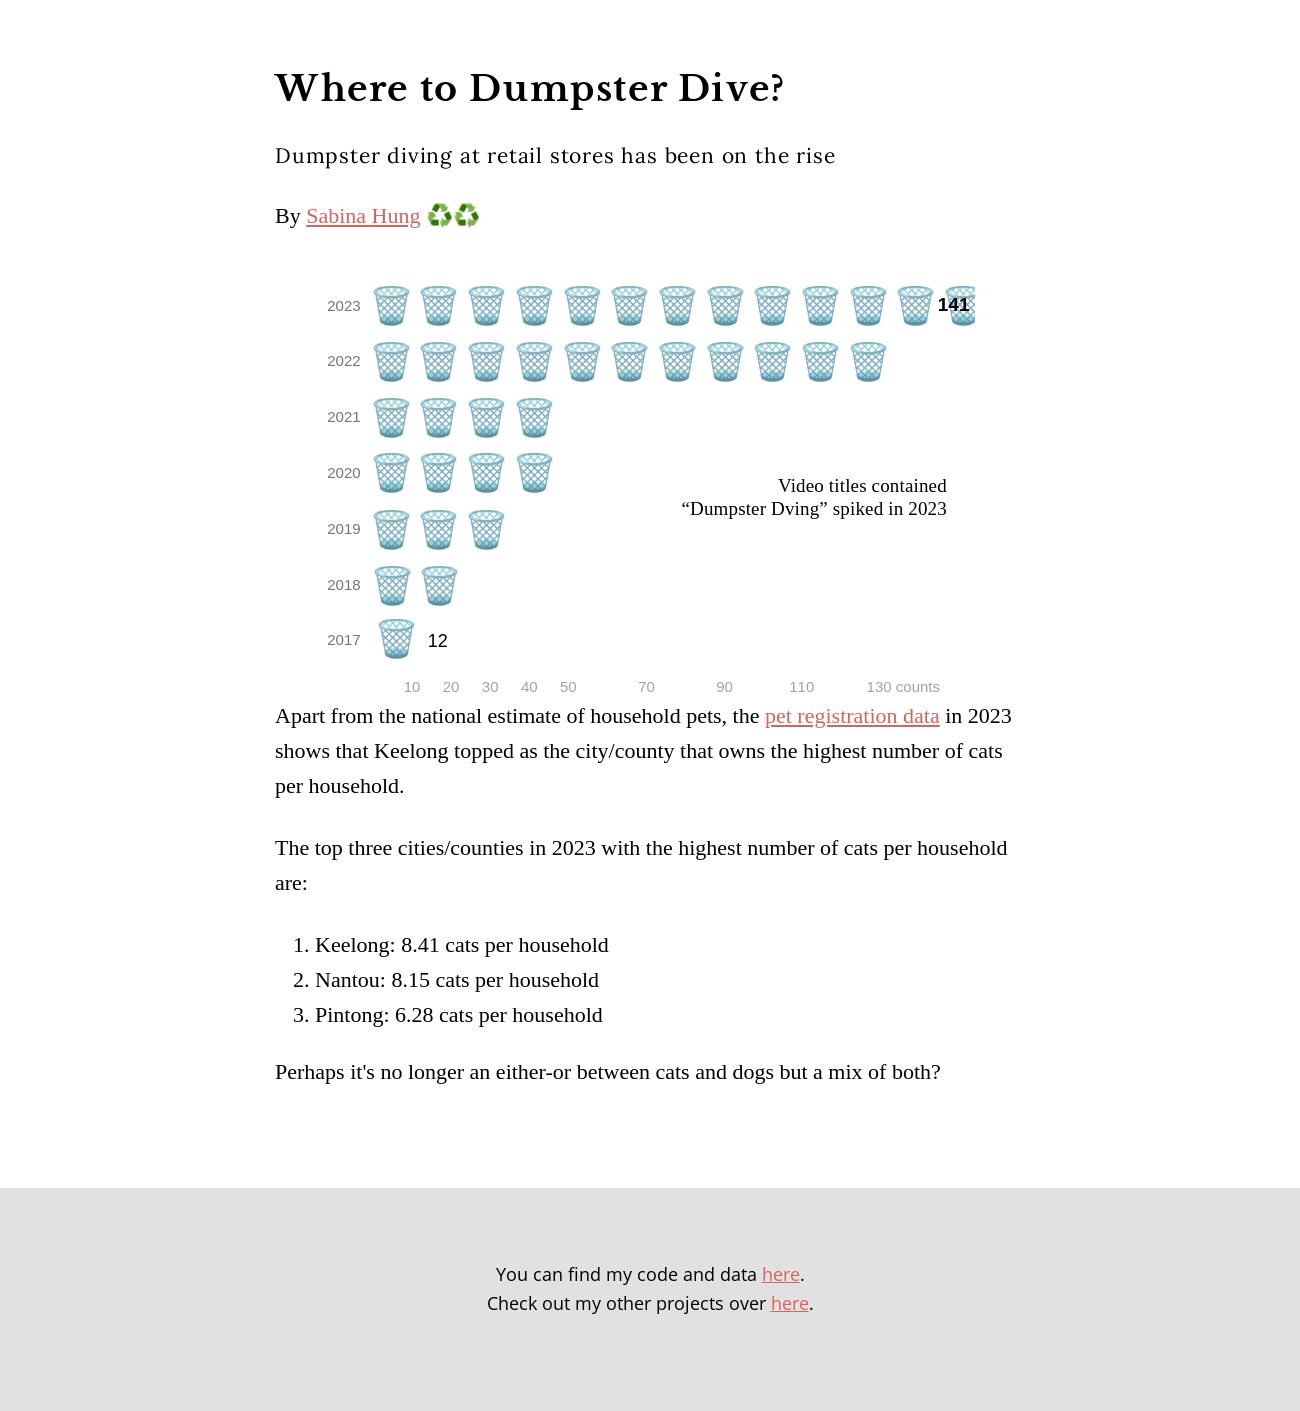 Where to Dumpster Dive?
Dumpster diving at retail stores has been on the rise
By Sabina Hung ♻️♻️
2023 141
2022
2021
2020
Video titles contained
“Dumpster Dving” spiked in 2023
2019
2018
2017 12
10 20 30 40 50 70 90 110 130 counts
Apart from the national estimate of household pets, the pet registration data in 2023
shows that Keelong topped as the city/county that owns the highest number of cats
per household.
The top three cities/counties in 2023 with the highest number of cats per household
are:
1. Keelong: 8.41 cats per household
2. Nantou: 8.15 cats per household
3. Pintong: 6.28 cats per household
Perhaps it's no longer an either-or between cats and dogs but a mix of both?
You can find my code and data here.
Check out my other projects over here.